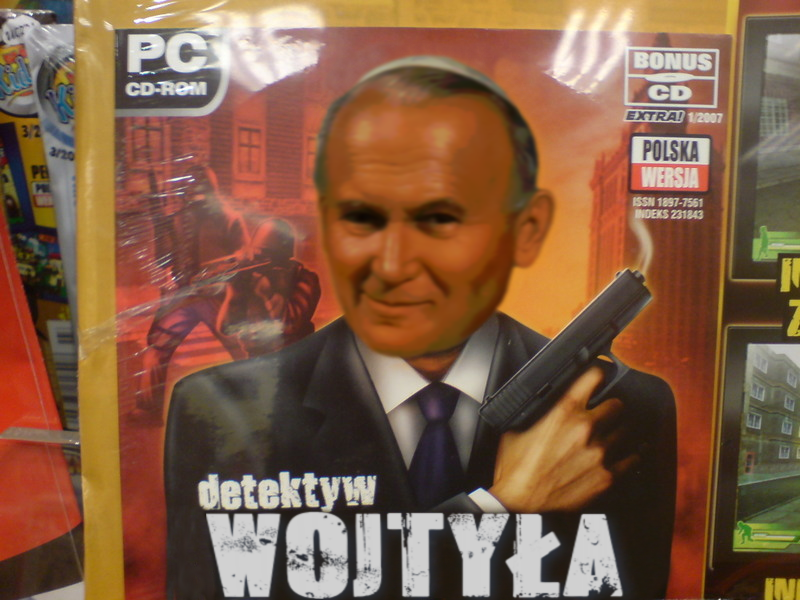 PC
CD-ROM
BONUS
CD
EXTRA! 1/2007
POLSKA
WERSJA
ISSN 1897-7561
INDEKS 231843
detektyw
WOJTYŁA